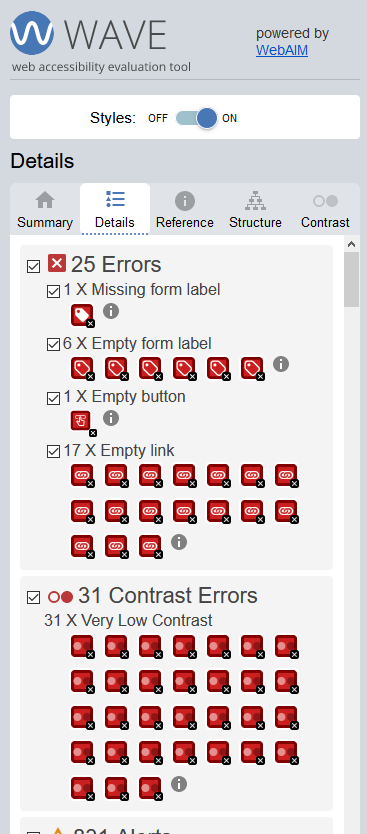 WAVE
web accessibility evaluation tool
powered by
WebAIM
Styles: OFF ON
Details
Summary Details Reference Structure Contrast
25 Errors
1 X Missing form label
6 X Empty form label
1 X Empty button
17 X Empty link
31 Contrast Errors
31 X Very Low Contrast